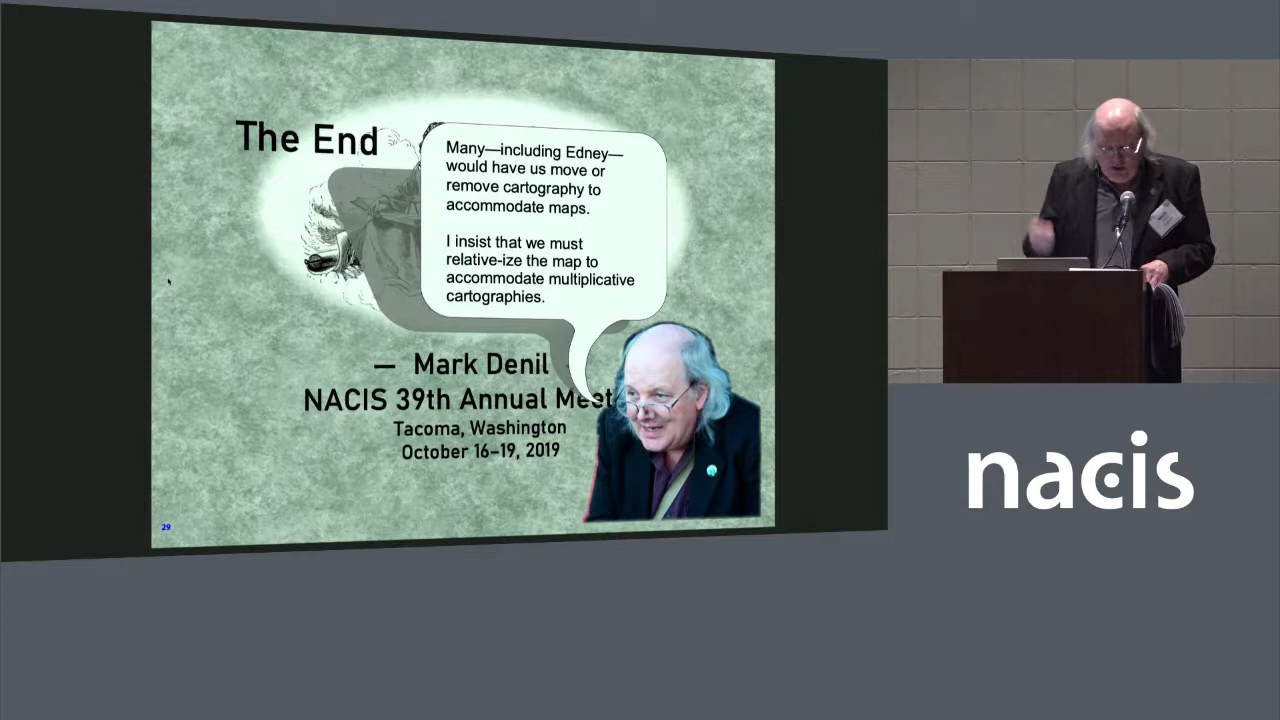 The End
Many—including Edney—
would have us move or
remove cartography to
accommodate maps.
I insist that we must
relative-ize the map to
accommodate multiplicative
cartographies.
— Mark Denil
NACIS 39th Annual Meet
Tacoma, Washington
October 16–19, 2019
29
nacis